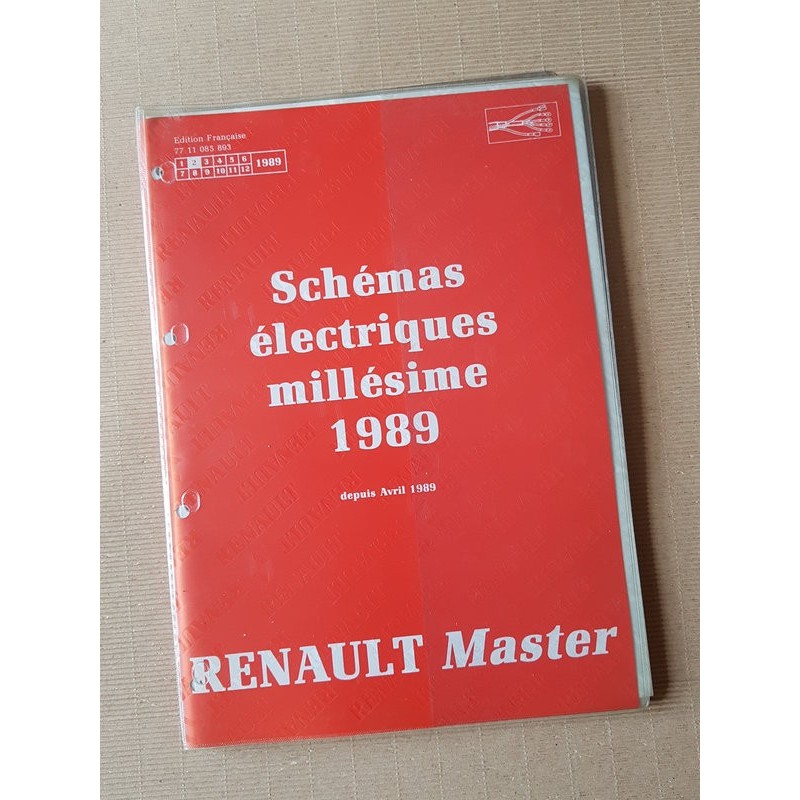 Edition Française
77 11 085 893
1 2 3 4 5 6 1989
7 8 9 10 11 12
Schémas
électriques
millésime
1989
depuis Avril 1989
RENAULT Master